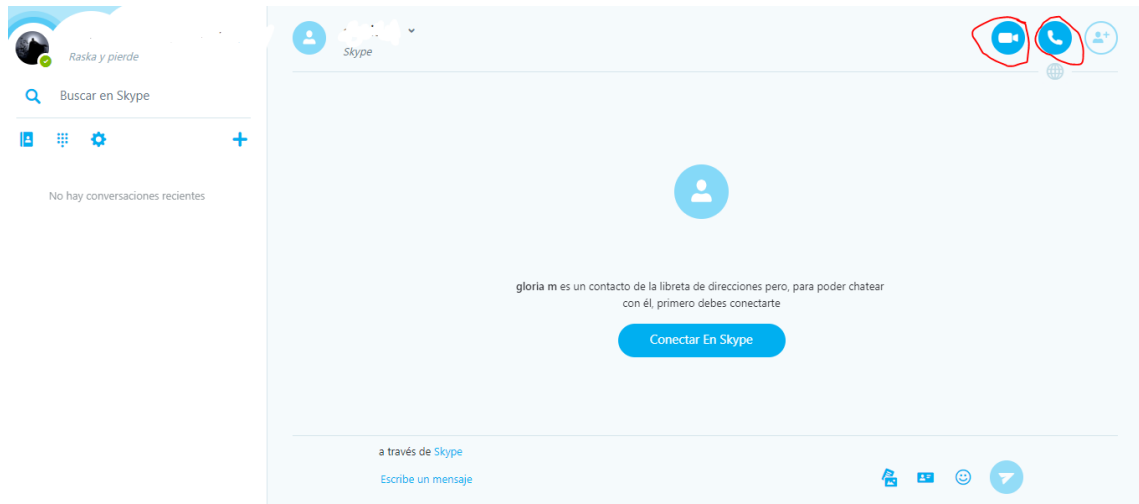 Raska y pierde
Buscar en Skype
No hay conversaciones recientes
Skype
gloria m es un contacto de la libreta de direcciones pero, para poder chatear
con él, primero debes conectarte
Conectar En Skype
a través de Skype
Escribe un mensaje